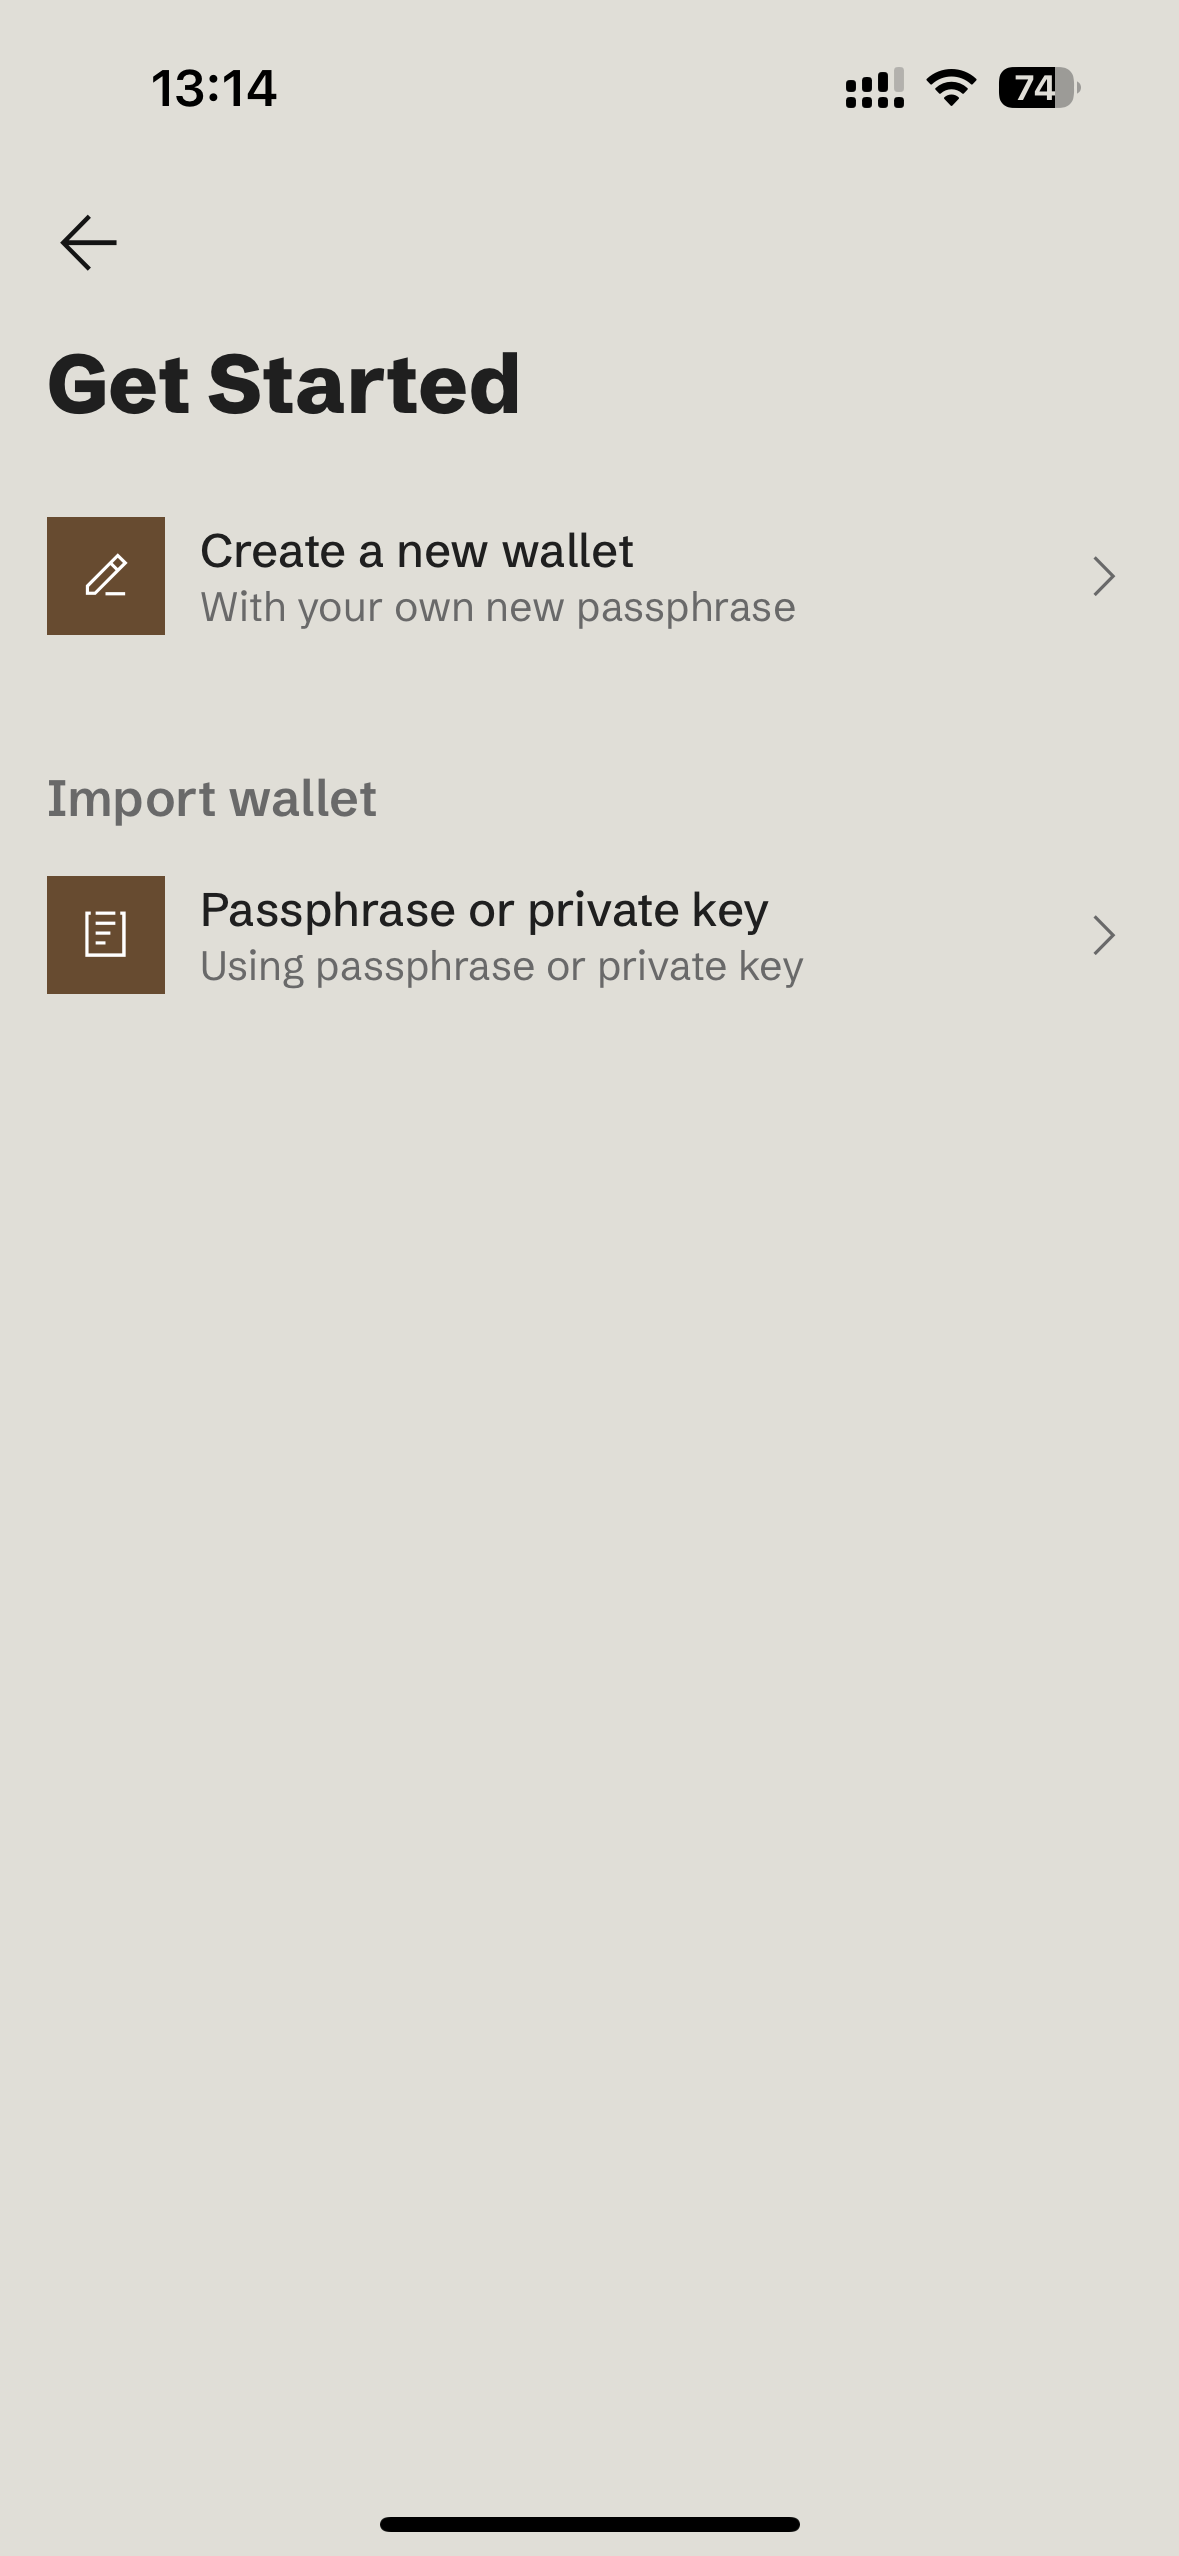 13:14
74
Get Started
Create a new wallet
With your own new passphrase
Import wallet
Passphrase or private key
Using passphrase or private key